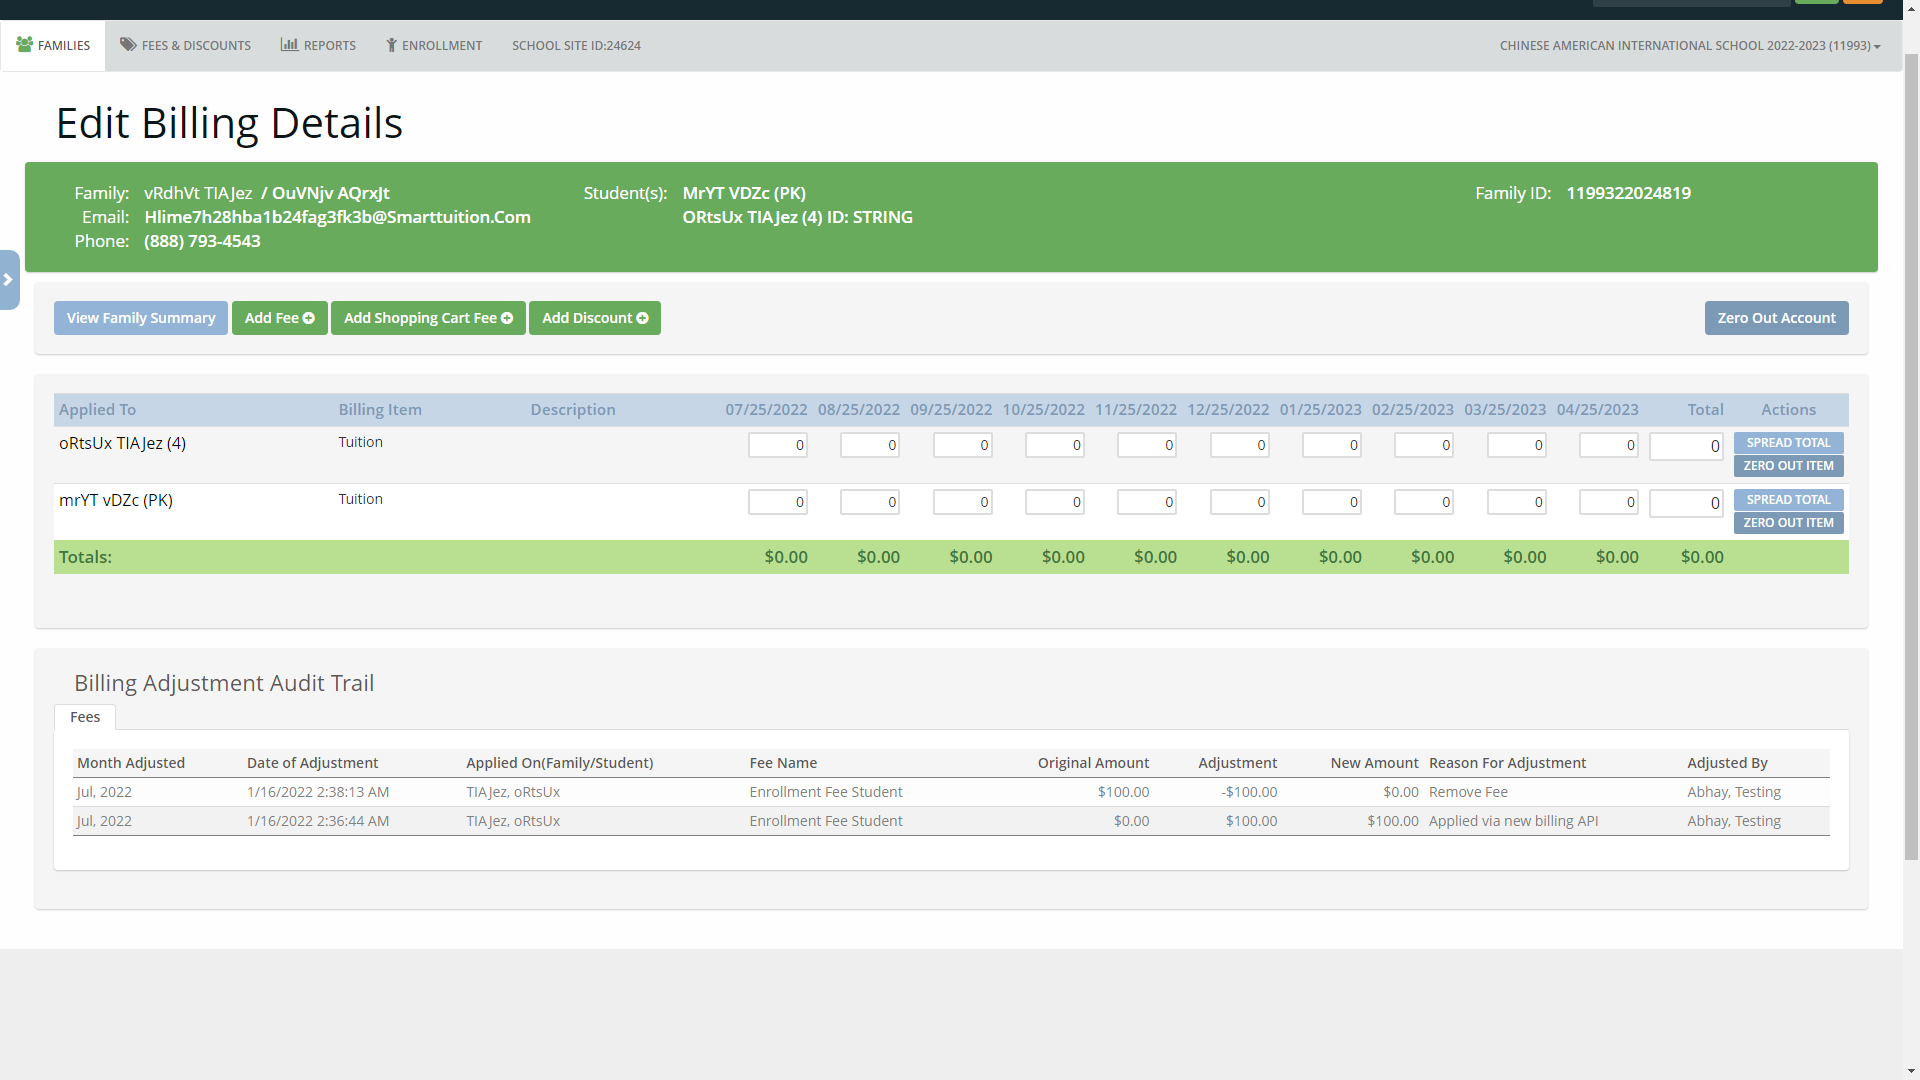 FAMILIES FEES & DISCOUNTS REPORTS ENROLLMENT SCHOOL SITE ID:24624 CHINESE AMERICAN INTERNATIONAL SCHOOL 2022-2023 (11993)
Edit Billing Details
Family: vRdhVt TIAJez / OuVNjv AQrxJt Student(s): MrYT VDZc (PK) Family ID: 1199322024819
Email: Hlime7h28hba1b24fag3fk3b@Smarttuition.Com ORtsUx TIAJez (4) ID: STRING
Phone: (888) 793-4543
View Family Summary Add Fee Add Shopping Cart Fee Add Discount Zero Out Account
Applied To Billing Item Description 07/25/2022 08/25/2022 09/25/2022 10/25/2022 11/25/2022 12/25/2022 01/25/2023 02/25/2023 03/25/2023 04/25/2023 Total Actions
oRtsUx TIAJez (4) Tuition 0 0 0 0 0 0 0 0 0 0 0 SPREAD TOTAL
ZERO OUT ITEM
mrYT vDZc (PK) Tuition 0 0 0 0 0 0 0 0 0 0 0 SPREAD TOTAL
ZERO OUT ITEM
Totals: $0.00 $0.00 $0.00 $0.00 $0.00 $0.00 $0.00 $0.00 $0.00 $0.00 $0.00
Billing Adjustment Audit Trail
Fees
Month Adjusted Date of Adjustment Applied On(Family/Student) Fee Name Original Amount Adjustment New Amount Reason For Adjustment Adjusted By
Jul, 2022 1/16/2022 2:38:13 AM TIAJez, oRtsUx Enrollment Fee Student $100.00 -$100.00 $0.00 Remove Fee Abhay, Testing
Jul, 2022 1/16/2022 2:36:44 AM TIAJez, oRtsUx Enrollment Fee Student $0.00 $100.00 $100.00 Applied via new billing API Abhay, Testing